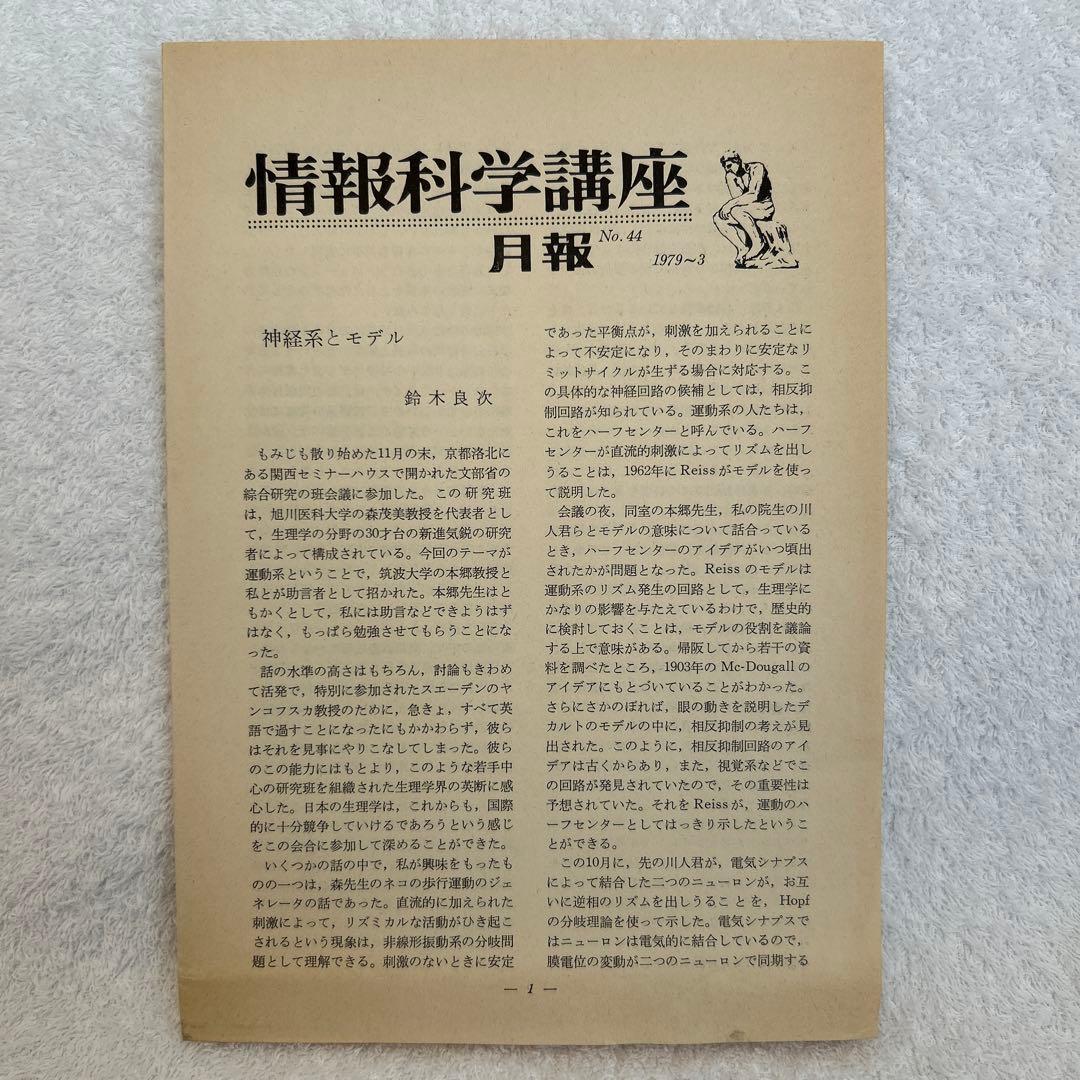 情報科学講座
月報
No. 44
1979~3
神経系とモデル
鈴木良次
もみじも散り始めた11月の末，京都洛北に
ある関西セミナーハウスで開かれた文部省の
綜合研究の班会議に参加した。この研究班
は，旭川医科大学の森茂美教授を代表者とし
て，生理学の分野の30才台の新進気鋭の研究
者によって構成されている。今回のテーマが
運動系ということで，筑波大学の本郷教授と
私とが助言者として招かれた。本郷先生はと
もかくとして，私には助言などできようはず
はなく，もっぱら勉強させてもらうことにな
った。
話の水準の高さはもちろん，討論もきわめ
て活発で，特別に参加されたスエーデンのヤ
ンコフスカ教授のために，急きょ，すべて英
語で過すことになったにもかかわらず，彼ら
はそれを見事にやりこなしてしまった。彼ら
のこの能力にはもとより，このような若手中
心の研究班を組織された生理学界の英断に感
心した。日本の生理学は，これからも，国際
的に十分競争していけるであろうという感じ
をこの会合に参加して深めることができた。
いくつかの話の中で，私が興味をもったも
のの一つは，森先生のネコの歩行運動のジェ
ネレータの話であった。直流的に加えられた
刺激によって，リズミカルな活動がひき起こ
されるという現象は，非線形振動系の分岐問
題として理解できる。刺激のないときに安定
であった平衡点が，刺激を加えられることに
よって不安定になり，そのまわりに安定なリ
ミットサイクルが生ずる場合に対応する。こ
の具体的な神経回路の候補としては，相反抑
制回路が知られている。運動系の人たちは，
これをハーフセンターと呼んでいる。ハーフ
センターが直流的刺激によってリズムを出し
うることは，1962年にReissがモデルを使っ
て説明した。
会議の夜，同室の本郷先生，私の院生の川
人君らとモデルの意味について話合っている
とき，ハーフセンターのアイデアがいつ頃出
されたかが問題となった。Reissのモデルは
運動系のリズム発生の回路として，生理学に
かなりの影響を与たえているわけで，歴史的
に検討しておくことは，モデルの役割を議論
する上で意味がある。帰阪してから若干の資
料を調べたところ，1903年のMc-Dougallの
アイデアにもとづいていることがわかった。
さらにさかのぼれば，眼の動きを説明したデ
カルトのモデルの中に，相反抑制の考えが見
出された。このように，相反抑制回路のアイ
デアは古くからあり，また，視覚系などでこ
の回路が発見されていたので，その重要性は
予想されていた。それをReissが，運動のハ
ーフセンターとしてはっきり示したというこ
とができる。
この10月に，先の川人君が，電気シナプス
によって結合した二つのニューロンが，お互
いに逆相のリズムを出しうることを，Hopf
の分岐理論を使って示した。電気シナプスで
はニューロンは電気的に結合しているので，
膜電位の変動が二つのニューロンで同期する
— 1 —